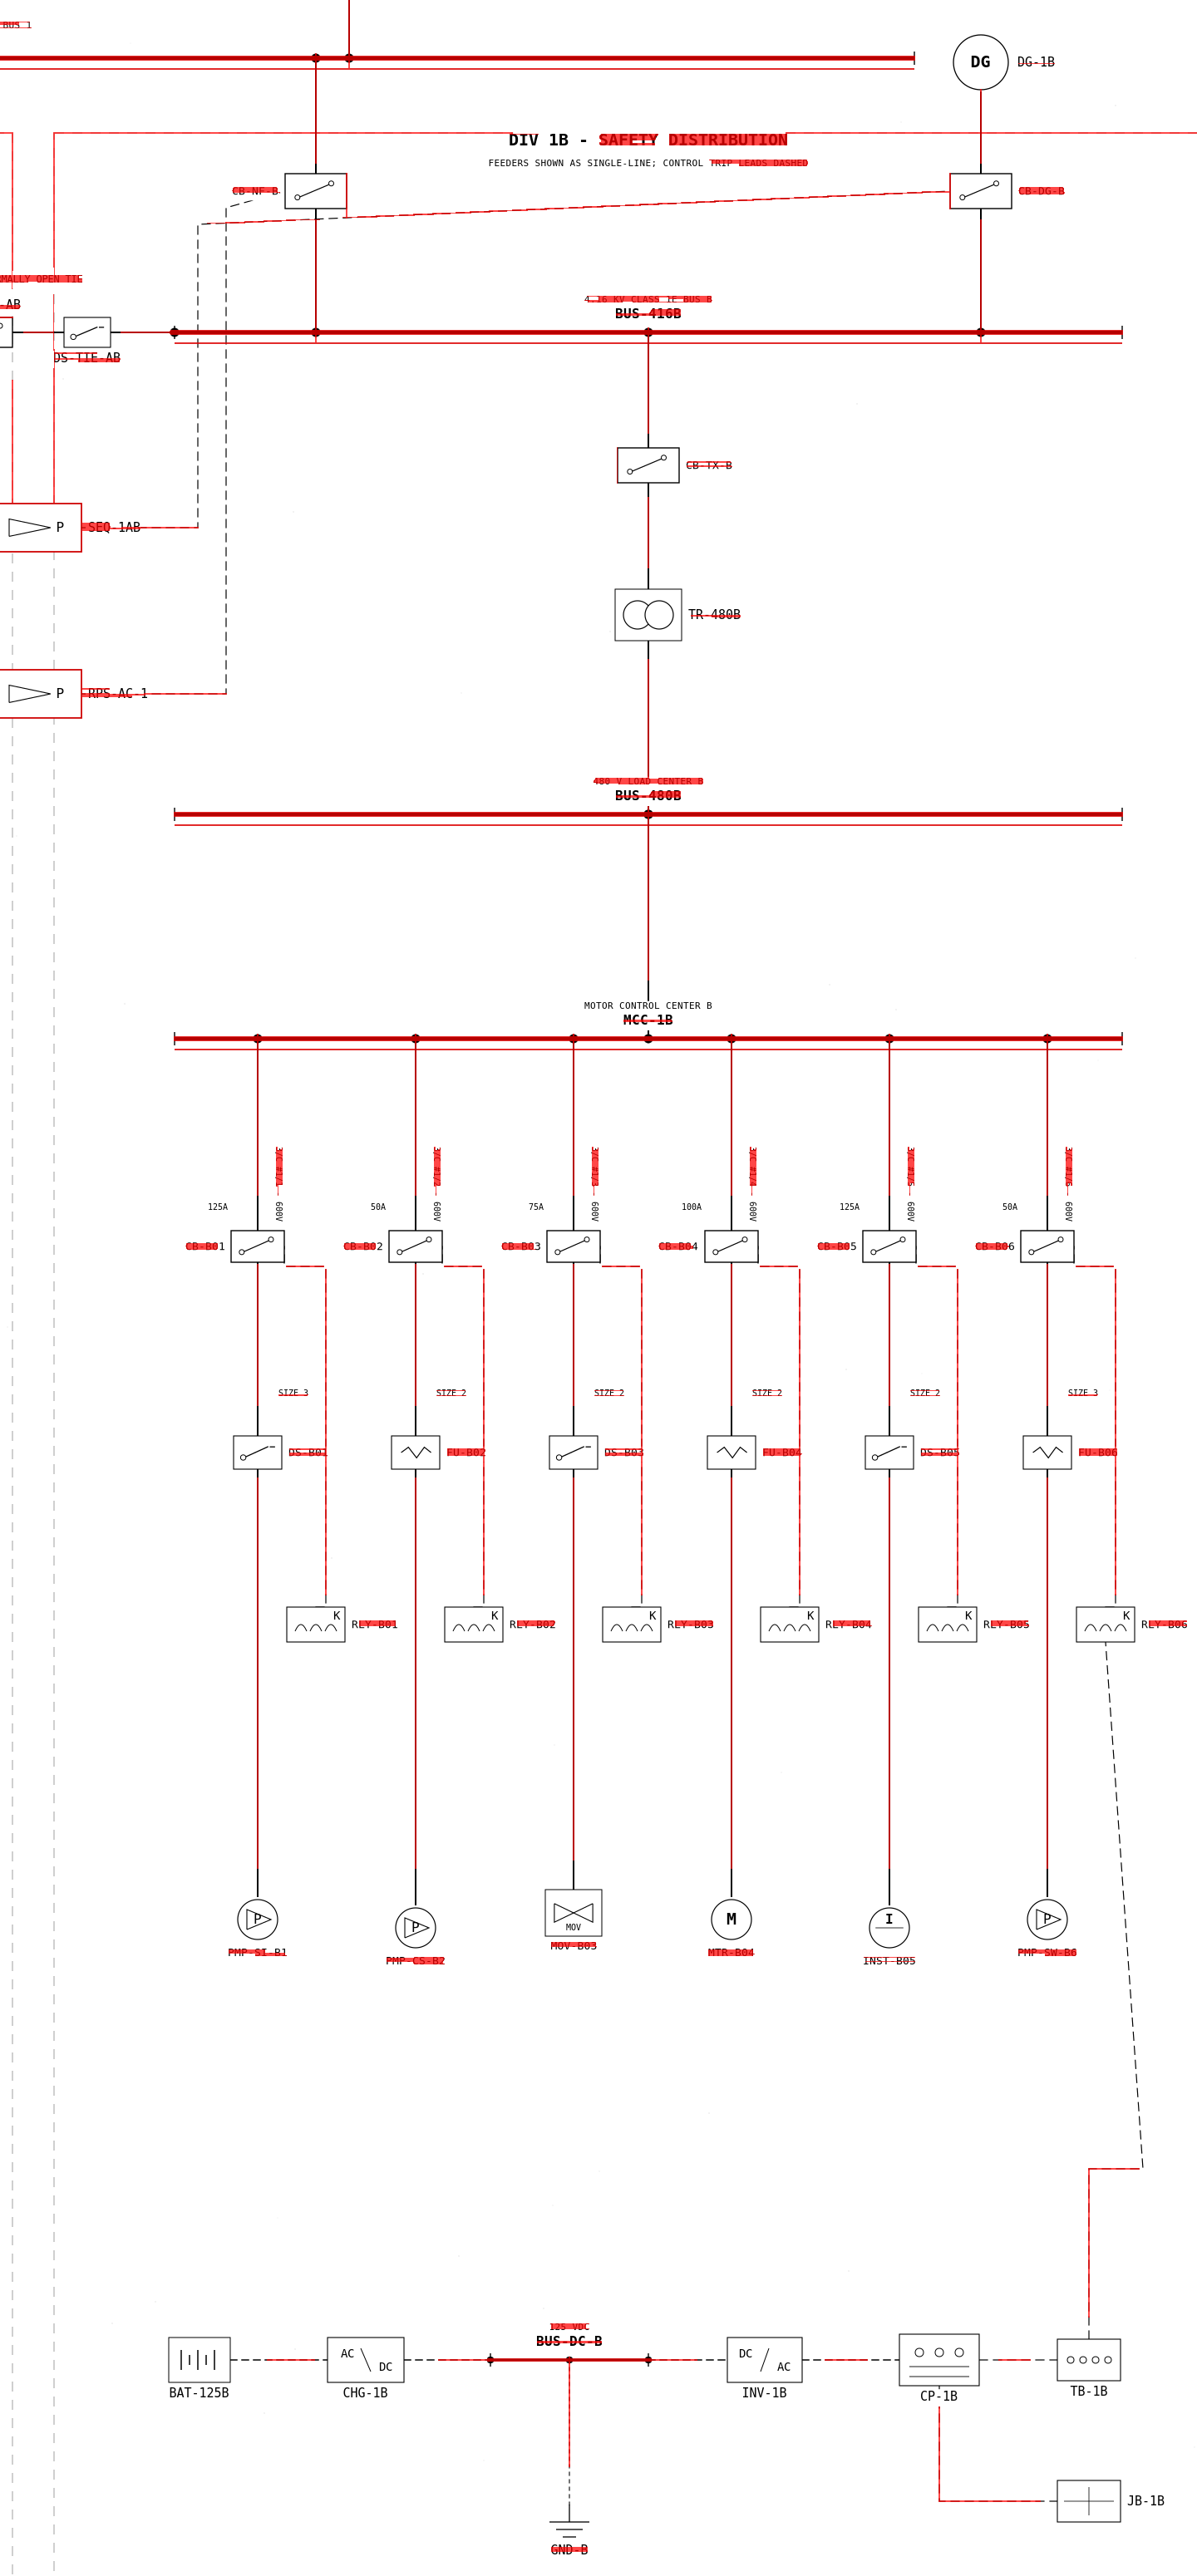 BUS 1
DG
DG-1B
DIV 1B - SAFETY DISTRIBUTION
FEEDERS SHOWN AS SINGLE-LINE; CONTROL TRIP LEADS DASHED
CB-NF-B
CB-DG-B
MALLY OPEN TIE
-AB
DS-TIE-AB
4.16 KV CLASS 1E BUS B
BUS-416B
CB-TX-B
P
SEQ-1AB
TR-480B
P
RPS-AC-1
480 V LOAD CENTER B
BUS-480B
MOTOR CONTROL CENTER B
MCC-1B
600V
600V
600V
600V
600V
600V
125A
50A
75A
100A
125A
50A
CB-B01
CB-B02
CB-B03
CB-B04
CB-B05
CB-B06
SIZE 3
SIZE 2
SIZE 2
SIZE 2
SIZE 2
SIZE 3
DS-B01
FU-B02
DS-B03
FU-B04
DS-B05
FU-B06
K
RLY-B01
K
RLY-B02
K
RLY-B03
K
RLY-B04
K
RLY-B05
K
RLY-B06
P
PMP-SI-B1
P
PMP-CS-B2
MOV
MOV-B03
M
MTR-B04
I
INST-B05
P
PMP-SW-B6
125 VDC
BUS-DC-B
BAT-125B
AC
DC
CHG-1B
DC
AC
INV-1B
CP-1B
TB-1B
JB-1B
GND-B